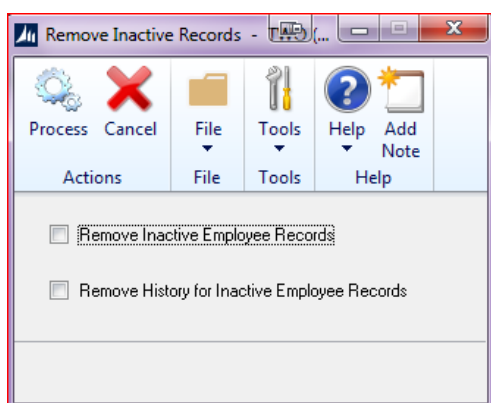 Remove Inactive Records - T
(...
Process Cancel File Tools Help Add Note
Actions File Tools Help
Remove Inactive Employee Records
Remove History for Inactive Employee Records